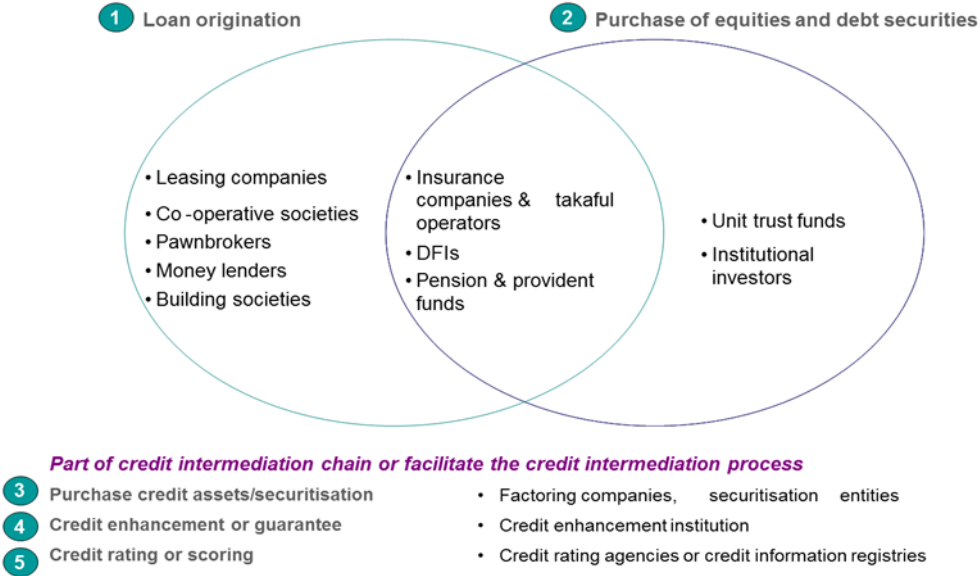 1 Loan origination
2 Purchase of equities and debt securities
• Leasing companies
• Co-operative societies
• Pawnbrokers
• Money lenders
• Building societies
• Insurance
companies & takaful
operators
• DFIs
• Pension & provident
funds
• Unit trust funds
• Institutional
investors
Part of credit intermediation chain or facilitate the credit intermediation process
3 Purchase credit assets/securitisation
• Factoring companies, securitisation entities
4 Credit enhancement or guarantee
• Credit enhancement institution
5 Credit rating or scoring
• Credit rating agencies or credit information registries